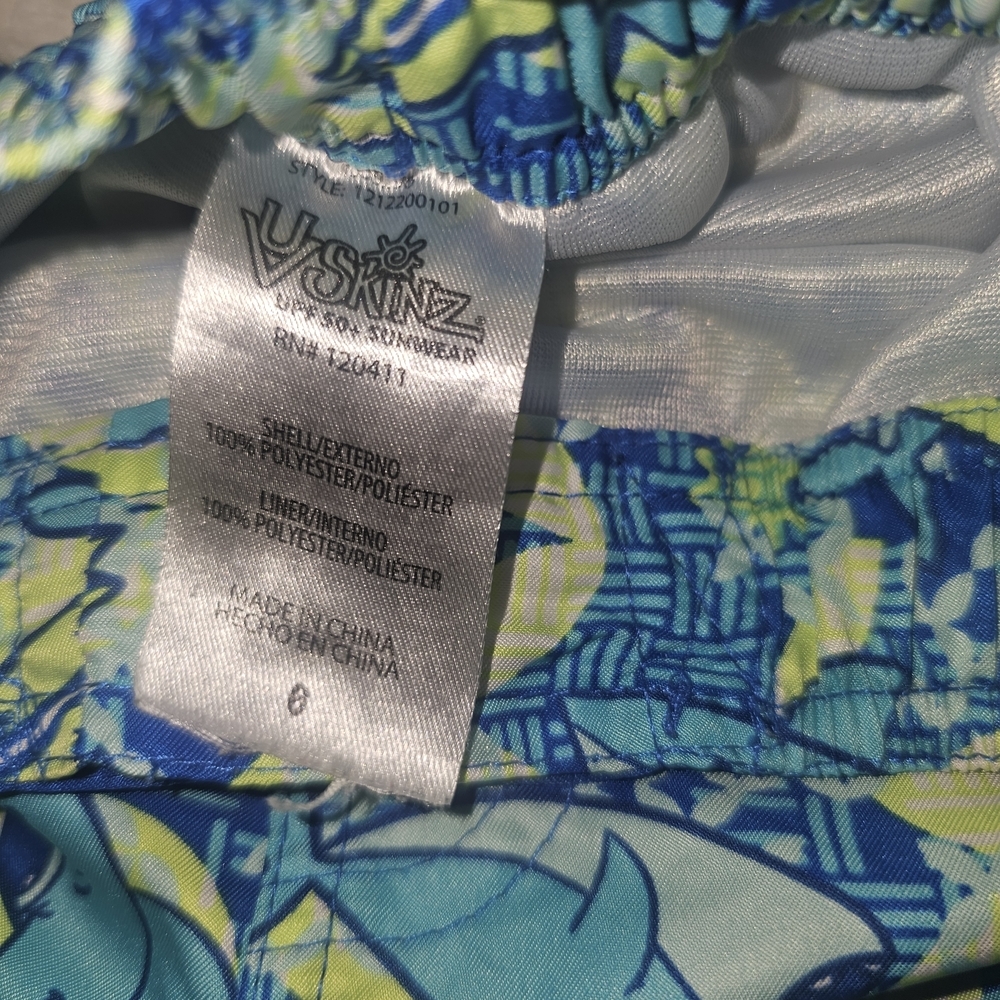 STYLE: 1212200101
UV SKINZ
UPF 50+ SUNWEAR
RN# 120411
SHELL/EXTERNO
100% POLYESTER/POLIÉSTER
LINER/INTERNO
100% POLYESTER/POLIÉSTER
MADE IN CHINA
HECHO EN CHINA